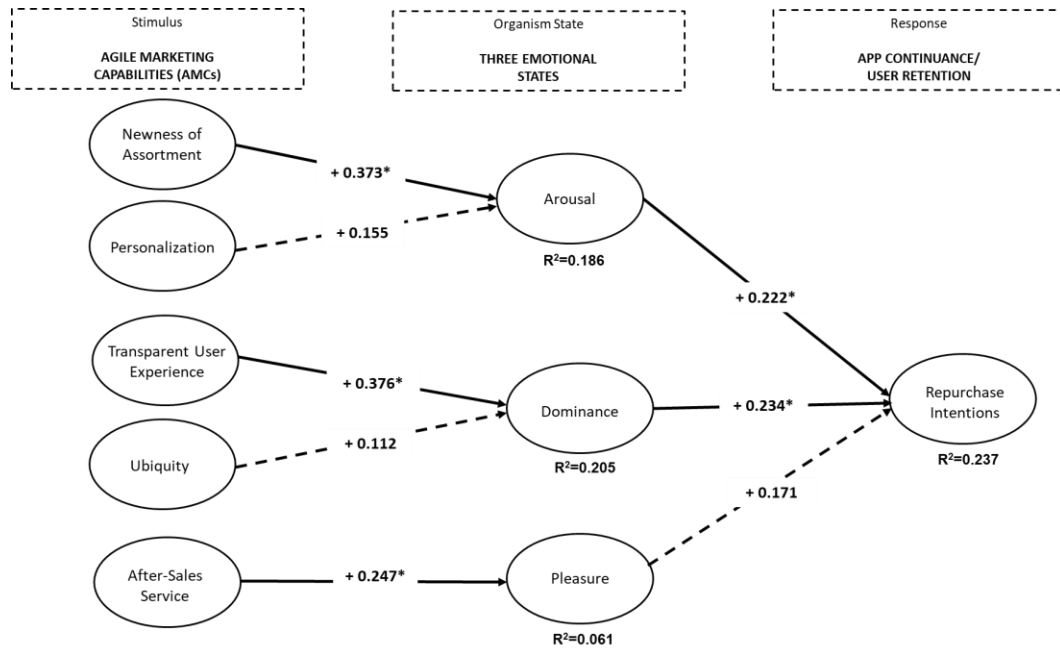 Stimulus
AGILE MARKETING
CAPABILITIES (AMCs)
Organism State
THREE EMOTIONAL
STATES
Response
APP CONTINUANCE/
USER RETENTION
Newness of
Assortment
+ 0.373*
Personalization
+ 0.155
Arousal
R²=0.186
+ 0.222*
Transparent User
Experience
+ 0.376*
Ubiquity
+ 0.112
Dominance
R²=0.205
+ 0.234*
Repurchase
Intentions
R²=0.237
+ 0.171
After-Sales
Service
+ 0.247*
Pleasure
R²=0.061